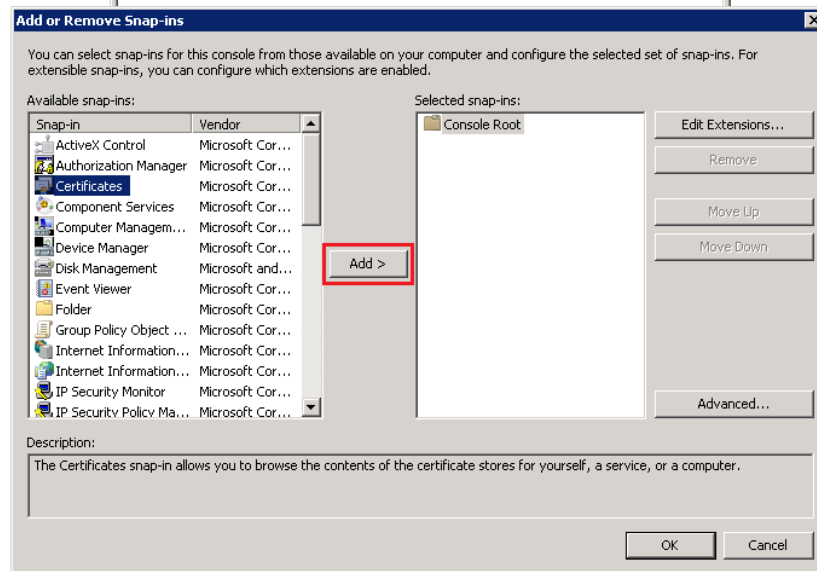 Add or Remove Snap-ins
You can select snap-ins for this console from those available on your computer and configure the selected set of snap-ins. For
extensible snap-ins, you can configure which extensions are enabled.
Available snap-ins:
Snap-in Vendor
ActiveX Control Microsoft Cor...
Authorization Manager Microsoft Cor...
Certificates Microsoft Cor...
Component Services Microsoft Cor...
Computer Managem... Microsoft Cor...
Device Manager Microsoft Cor...
Disk Management Microsoft and...
Event Viewer Microsoft Cor...
Folder Microsoft Cor...
Group Policy Object ... Microsoft Cor...
Internet Information... Microsoft Cor...
Internet Information... Microsoft Cor...
IP Security Monitor Microsoft Cor...
IP Security Policy Ma... Microsoft Cor...
Add >
Selected snap-ins:
Console Root
Edit Extensions...
Remove
Move Up
Move Down
Advanced...
Description:
The Certificates snap-in allows you to browse the contents of the certificate stores for yourself, a service, or a computer.
OK Cancel